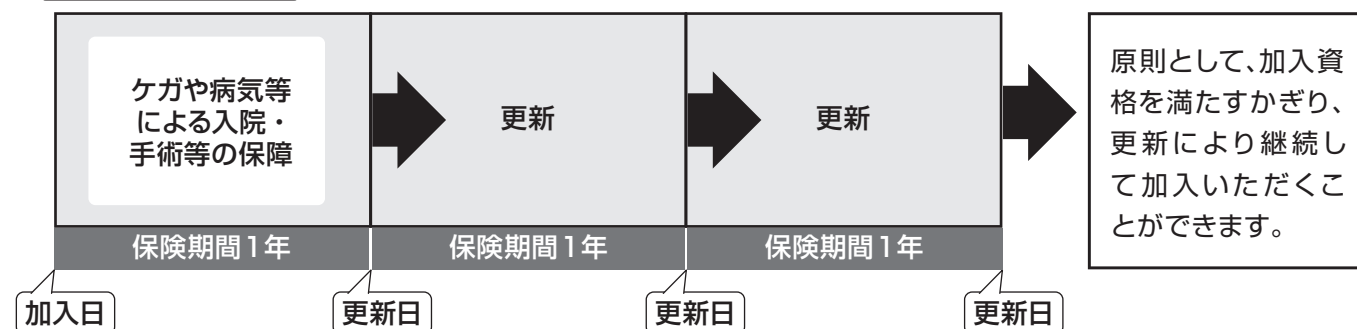 ケガや病気等
による入院・
手術等の保障
更新
更新
保険期間1年
保険期間1年
保険期間1年
加入日
更新日
更新日
更新日
原則として、加入資
格を満たすかぎり、
更新により継続し
て加入いただくこ
とができます。